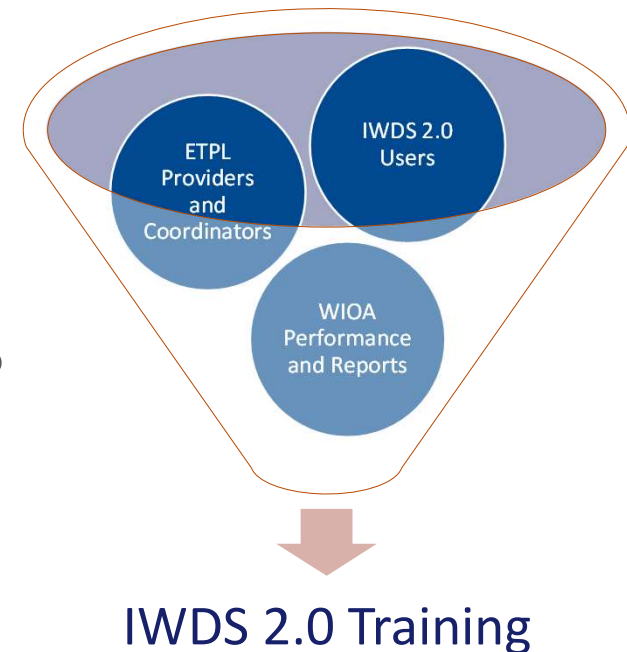 IWDS 2.0
Users
ETPL
Providers
and
Coordinators
WIOA
Performance
and Reports
)
IWDS 2.0 Training